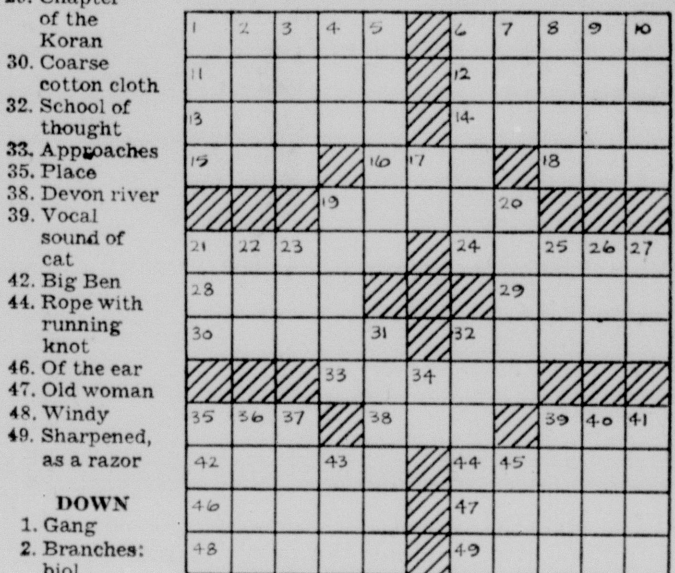 29. Chapter
of the
Koran
30. Coarse
cotton cloth
32. School of
thought
33. Approaches
35. Place
38. Devon river
39. Vocal
sound of
cat
42. Big Ben
44. Rope with
running
knot
46. Of the ear
47. Old woman
48. Windy
49. Sharpened,
as a razor
DOWN
1. Gang
2. Branches:
biol.
1 2 3 4 5 6 7 8 9 10
11 12
13 14
15 16 17 18
19 20
21 22 23 24 25 26 27
28 29
30 31 32
33 34
35 36 37 38 39 40 41
42 43 44 45
46 47
48 49